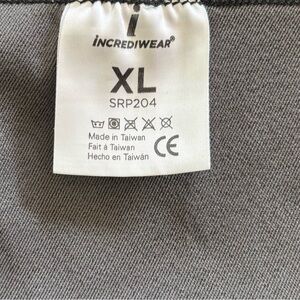 INCREDIWEAR®
XL
SRP204
Made in Taiwan
Fait à Taiwan
Hecho en Taiwán
CE